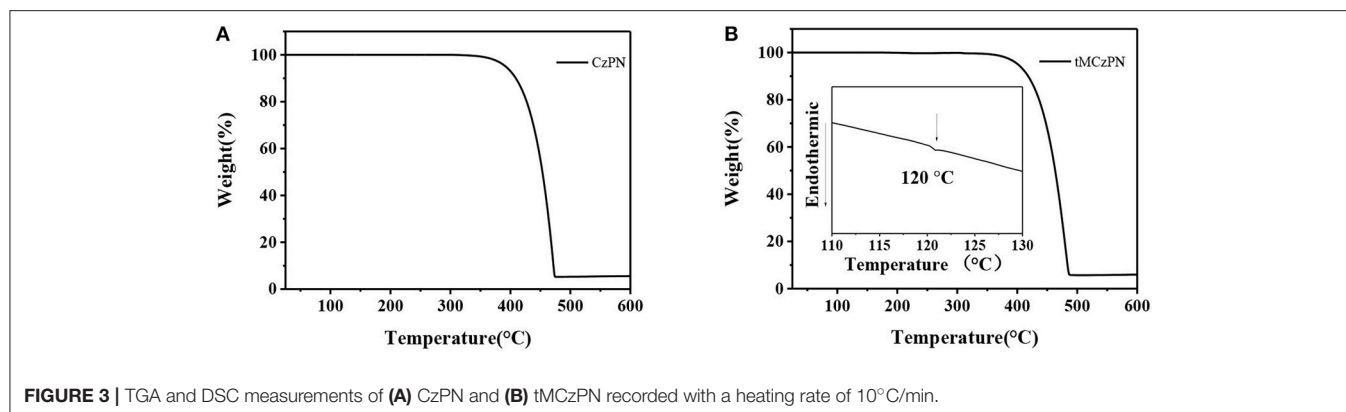 A
100
80
60
40
20
0
Weight(%)
CzPN
100
200
300
400
500
600
Temperature(°C)
B
100
80
60
40
20
0
Weight(%)
tMCzPN
Endothermic
120 °C
110
115
120
125
130
Temperature （°C）
100
200
300
400
500
600
Temperature(°C)
FIGURE 3 | TGA and DSC measurements of (A) CzPN and (B) tMCzPN recorded with a heating rate of 10°C/min.